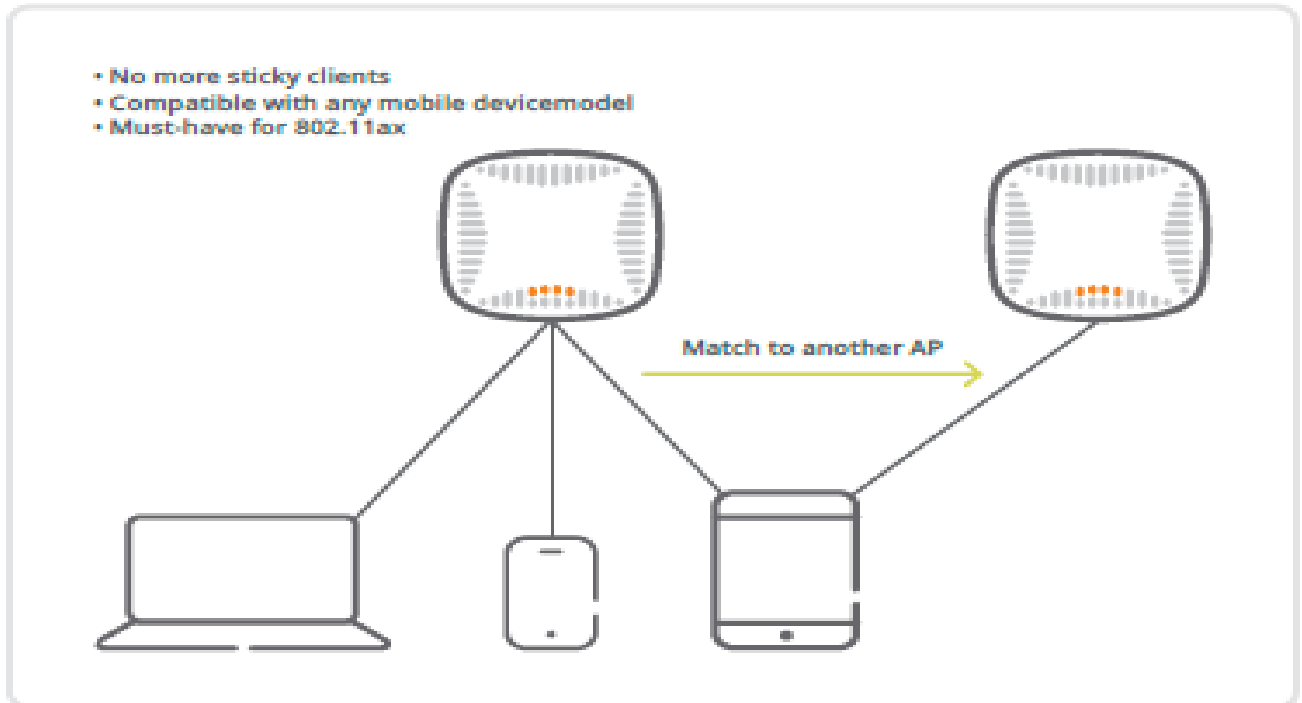 • No more sticky clients
• Compatible with any mobile devicemodel
• Must-have for 802.11ax
Match to another AP